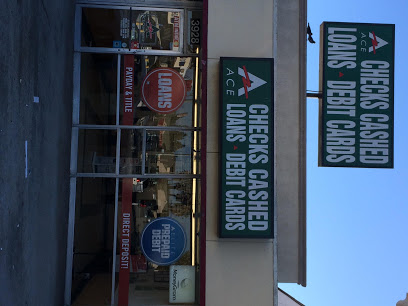 ACE
CHECKS CASHED
LOANS • DEBIT CARDS
ACE
CHECKS CASHED
LOANS • DEBIT CARDS
3928
LOANS
PAYDAY & TITLE
PREPAID
DEBIT
DIRECT DEPOSIT!
MoneyGram